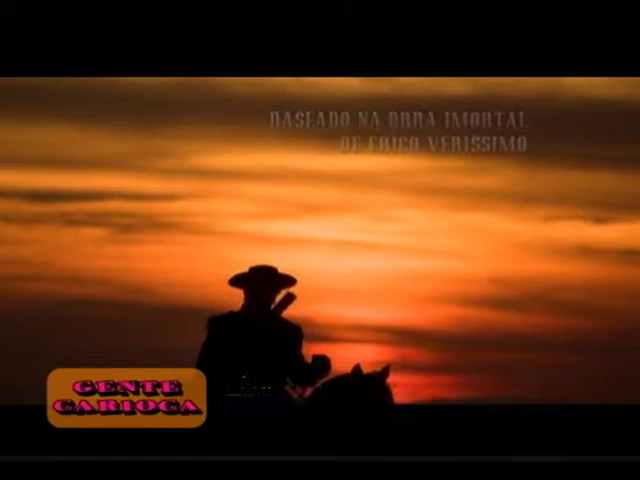 BASEADO NA OBRA IMORTAL
DE ERICO VERISSIMO
GENTE
CARIOCA